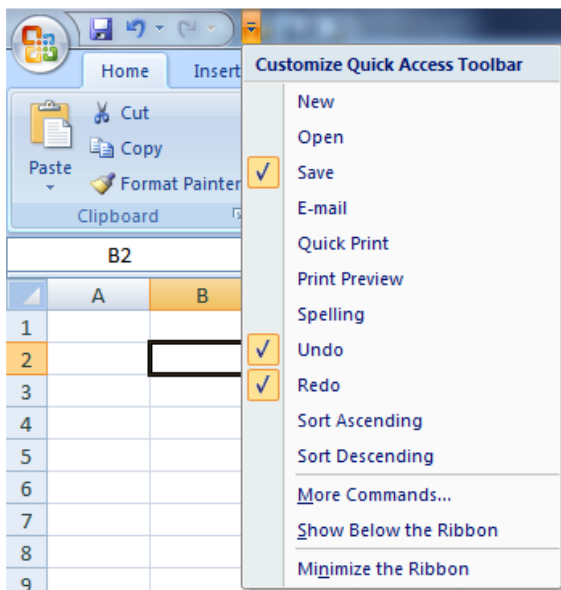 Home Insert
Cut
Copy
Paste
Format Painter
Clipboard
B2
A B
1
2
3
4
5
6
7
8
9
Customize Quick Access Toolbar
New
Open
Save
E-mail
Quick Print
Print Preview
Spelling
Undo
Redo
Sort Ascending
Sort Descending
More Commands...
Show Below the Ribbon
Minimize the Ribbon